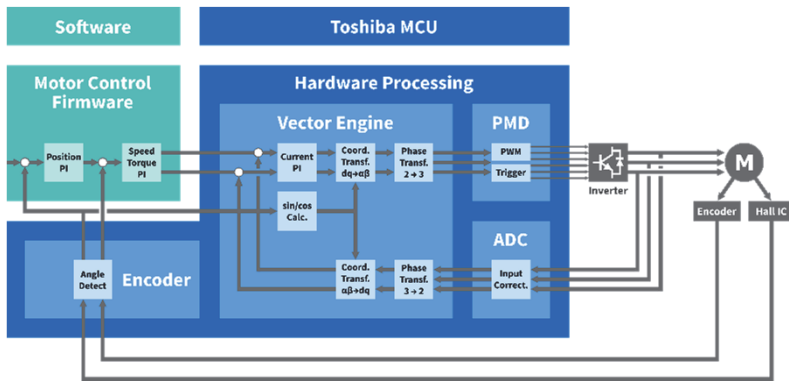 Software
Toshiba MCU
Motor Control
Firmware
Hardware Processing
Vector Engine
PMD
Position
PI
Speed
Torque
PI
Current
PI
Coord.
Transf.
dq→αβ
Phase
Transf.
2→3
PWM
Trigger
Inverter
M
sin/cos
Calc.
Encoder
Hall IC
ADC
Angle
Detect
Encoder
Coord.
Transf.
αβ→dq
Phase
Transf.
3→2
Input
Correct.